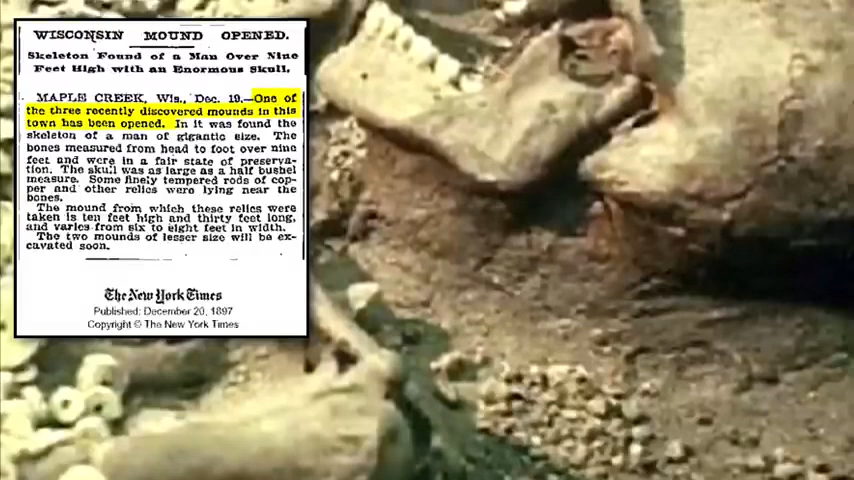 WISCONSIN MOUND OPENED.
Skeleton Found of a Man Over Nine
Feet High with an Enormous Skull.
MAPLE CREEK, Wis., Dec. 19.—One of
the three recently discovered mounds in this
town has been opened. In it was found the
skeleton of a man of gigantic size. The
bones measured from head to foot over nine
feet and were in a fair state of preserva-
tion. The skull was as large as a half bushel
measure. Some finely tempered rods of cop-
per and other relics were lying near the
bones.
The mound from which these relics were
taken is ten feet high and thirty feet long,
and varies from six to eight feet in width.
The two mounds of lesser size will be ex-
cavated soon.
The New York Times
Published: December 20, 1897
Copyright © The New York Times